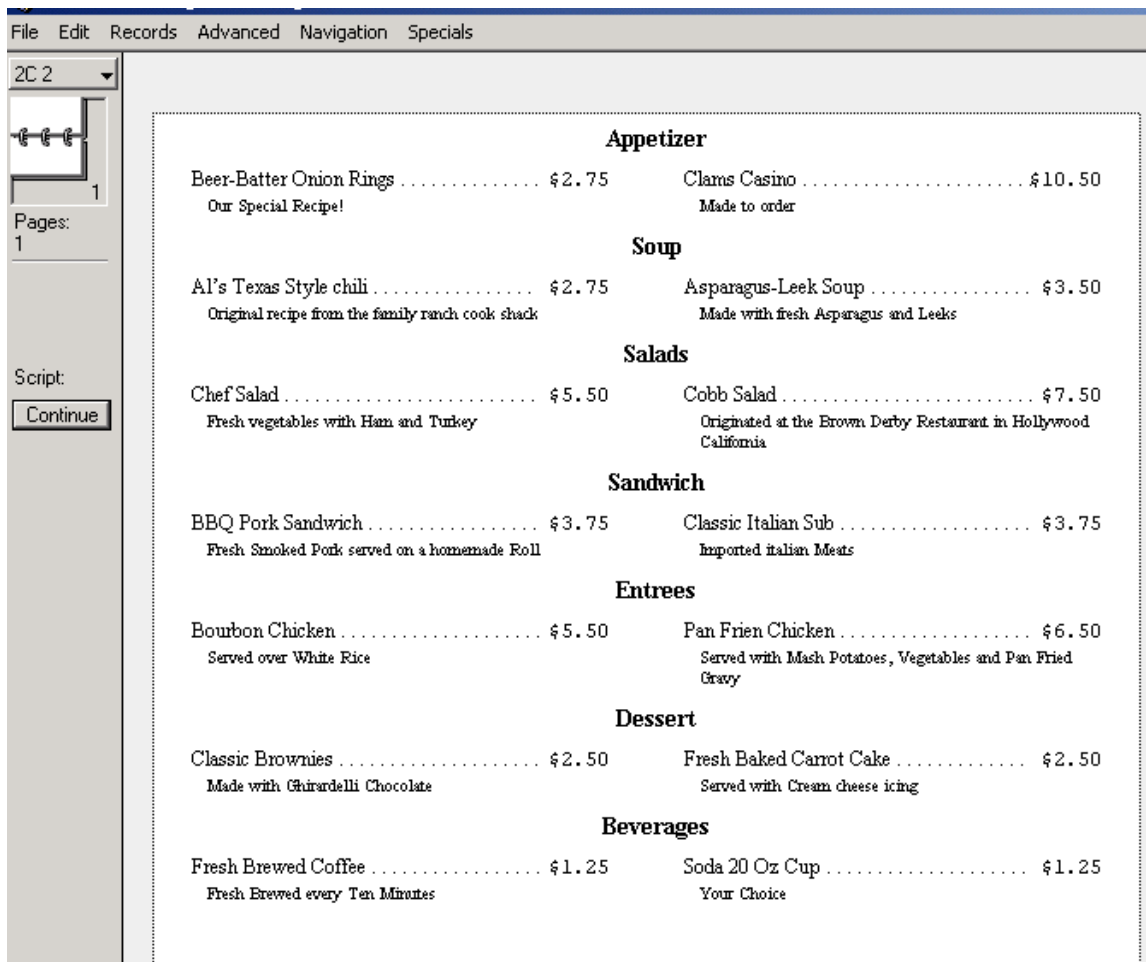 File Edit Records Advanced Navigation Specials
2C 2
1
Pages:
1
Script:
Continue
Appetizer
Beer-Batter Onion Rings . . . . . . . . . . . . . . $2.75
Our Special Recipe!
Clams Casino . . . . . . . . . . . . . . . . . . . . . $10.50
Made to order
Soup
Al's Texas Style chili . . . . . . . . . . . . . . . . $2.75
Original recipe from the family ranch cook shack
Asparagus-Leek Soup . . . . . . . . . . . . . . . $3.50
Made with fresh Asparagus and Leeks
Salads
Chef Salad . . . . . . . . . . . . . . . . . . . . . . . . $5.50
Fresh vegetables with Ham and Turkey
Cobb Salad . . . . . . . . . . . . . . . . . . . . . . . $7.50
Originated at the Brown Derby Restaurant in Hollywood
California
Sandwich
BBQ Pork Sandwich . . . . . . . . . . . . . . . . $3.75
Fresh Smoked Pork served on a homemade Roll
Classic Italian Sub . . . . . . . . . . . . . . . . . . $3.75
Imported italian Meats
Entrees
Bourbon Chicken . . . . . . . . . . . . . . . . . . . $5.50
Served over White Rice
Pan Frien Chicken . . . . . . . . . . . . . . . . . . $6.50
Served with Mash Potatoes, Vegetables and Pan Fried
Gravy
Dessert
Classic Brownies . . . . . . . . . . . . . . . . . . . $2.50
Made with Ghirardelli Chocolate
Fresh Baked Carrot Cake . . . . . . . . . . . . . $2.50
Served with Cream cheese icing
Beverages
Fresh Brewed Coffee . . . . . . . . . . . . . . . . $1.25
Fresh Brewed every Ten Minutes
Soda 20 Oz Cup . . . . . . . . . . . . . . . . . . . $1.25
Your Choice